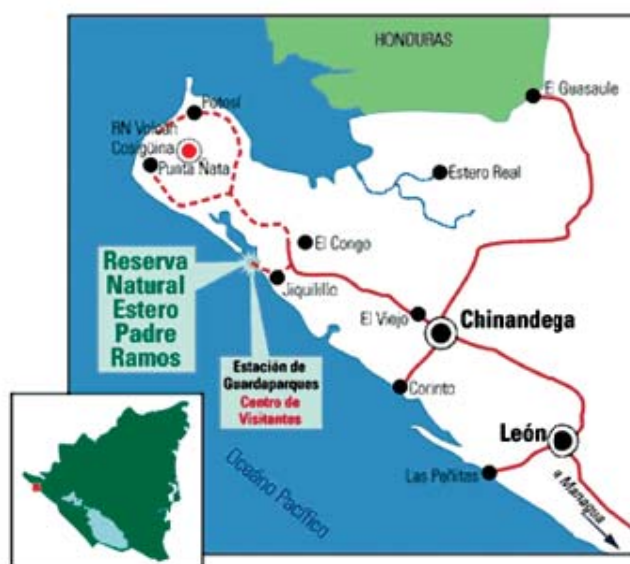 HONDURAS
El Guasaule
Potosí
RN Volcán
Cosigüina
Punta Ñata
Estero Real
El Congo
Reserva
Natural
Estero
Padre
Ramos
Jiquilillo
El Viejo
Chinandega
Estación de
Guardaparques
Centro de
Visitantes
Corinto
León
Las Peñitas
Océano Pacífico
a Managua